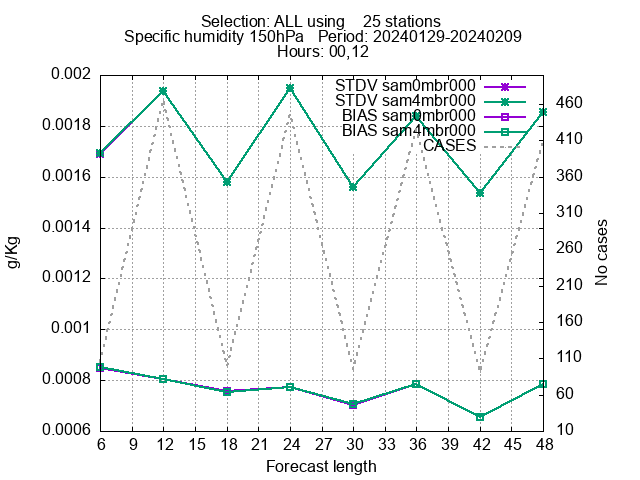 Selection: ALL using    25 stations
Specific humidity 150hPa   Period: 20240129-20240209
Hours: 00,12
STDV sam0mbr000
STDV sam4mbr000
BIAS sam0mbr000
BIAS sam4mbr000
CASES
0.002
0.0018
0.0016
0.0014
0.0012
0.001
0.0008
0.0006
g/Kg
460
410
360
310
260
210
160
110
60
10
No cases
6 9 12 15 18 21 24 27 30 33 36 39 42 45 48
Forecast length